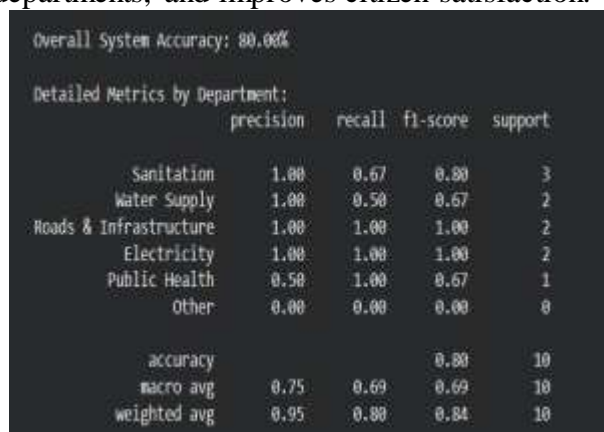 departments, and improves citizen satisfaction.
Overall System Accuracy: 80.00%
Detailed Metrics by Department:
precision recall f1-score support
Sanitation 1.00 0.67 0.80 3
Water Supply 1.00 0.50 0.67 2
Roads & Infrastructure 1.00 1.00 1.00 2
Electricity 1.00 1.00 1.00 2
Public Health 0.50 1.00 0.67 1
Other 0.00 0.00 0.00 0
accuracy 0.80 10
macro avg 0.75 0.69 0.69 10
weighted avg 0.95 0.80 0.84 10